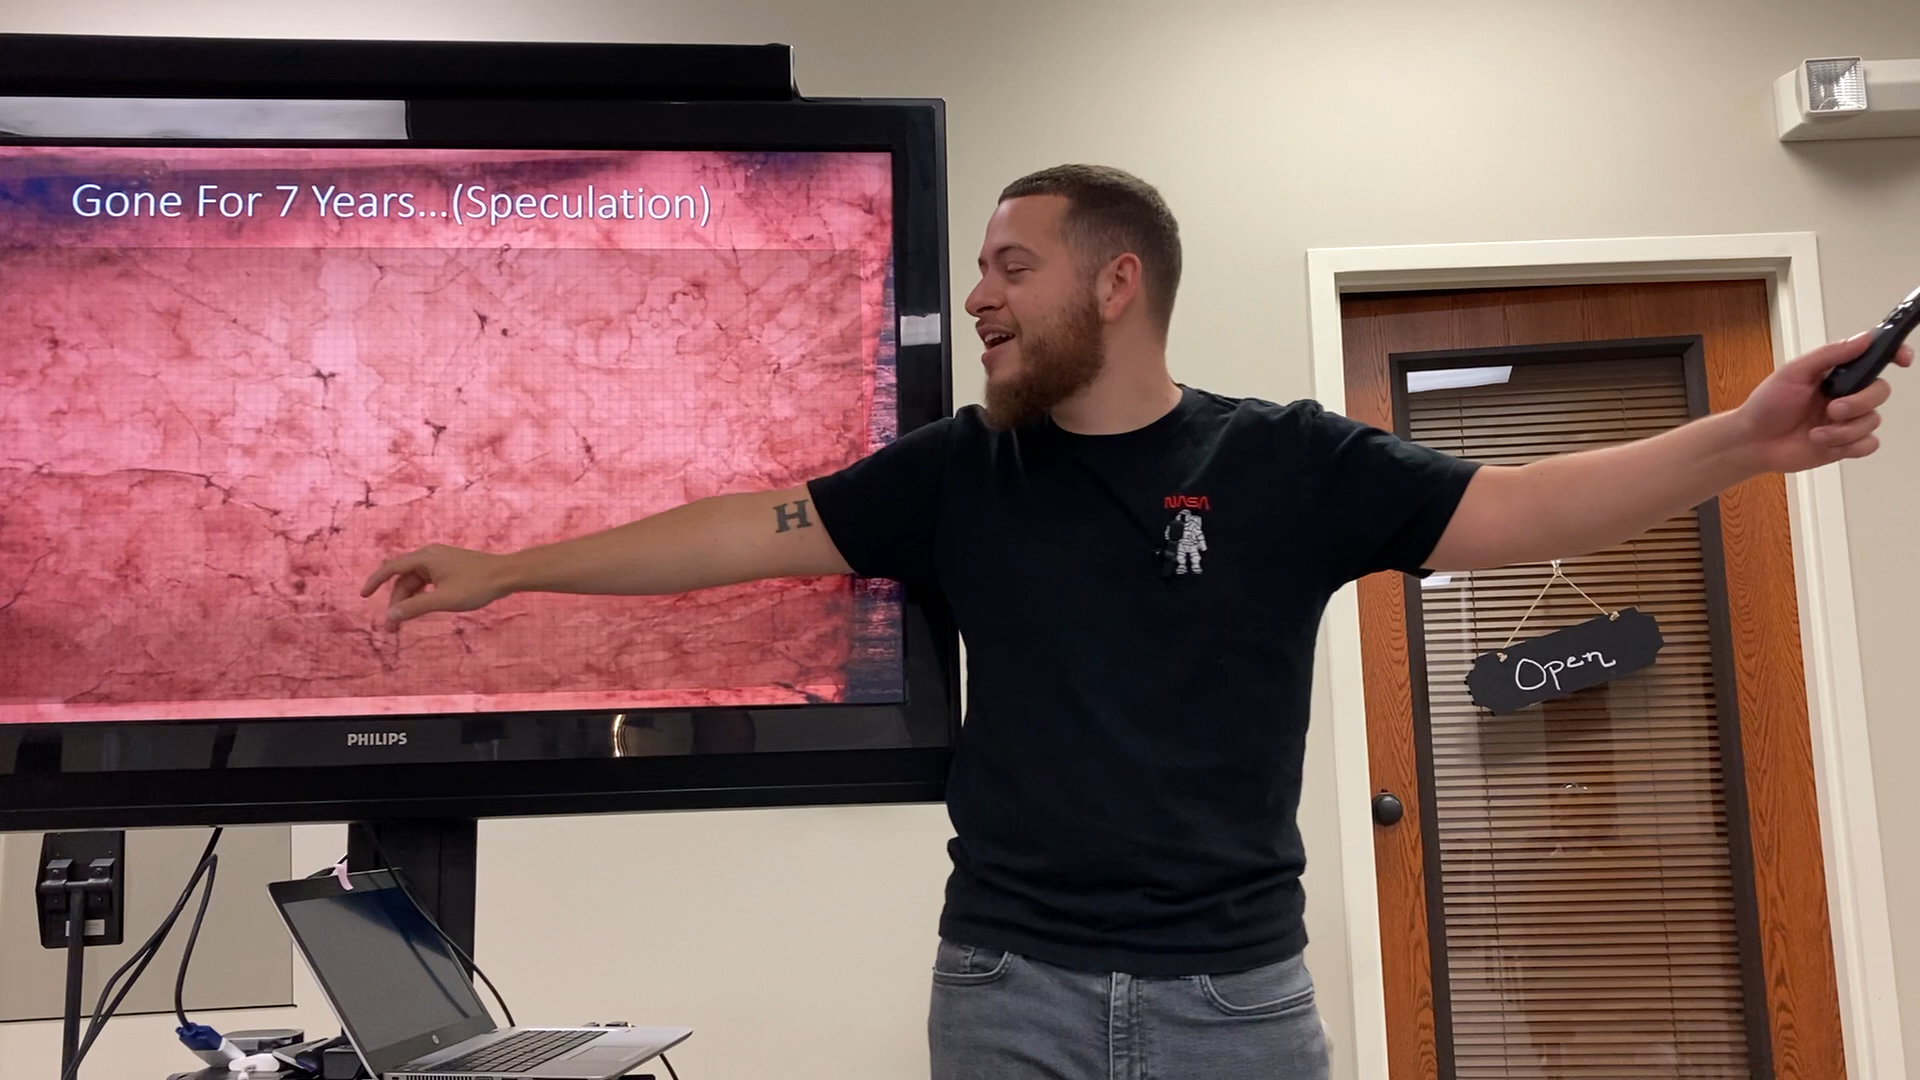 Gone For 7 Years...(Speculation)
PHILIPS
H
NASA
Open